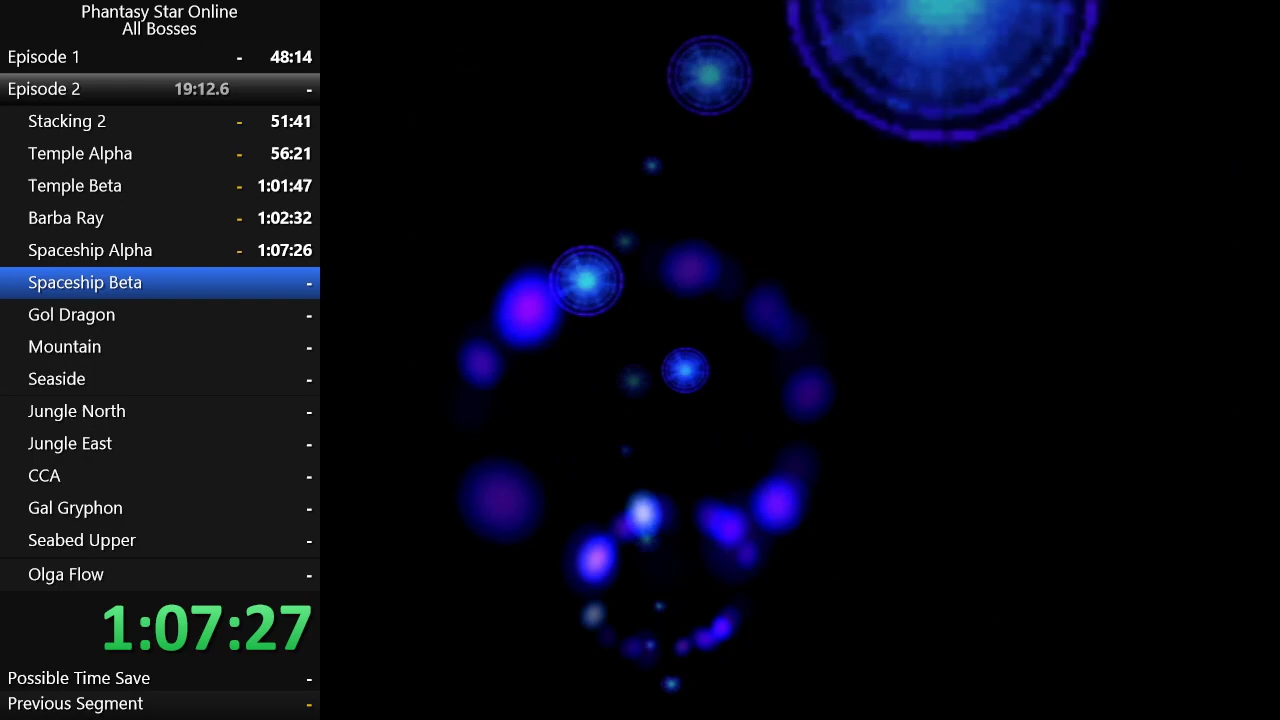 Phantasy Star Online
All Bosses
Episode 1 - 48:14
Episode 2 19:12.6 -
Stacking 2 - 51:41
Temple Alpha - 56:21
Temple Beta - 1:01:47
Barba Ray - 1:02:32
Spaceship Alpha - 1:07:26
Spaceship Beta -
Gol Dragon -
Mountain -
Seaside -
Jungle North -
Jungle East -
CCA -
Gal Gryphon -
Seabed Upper -
Olga Flow -
1:07:27
Possible Time Save -
Previous Segment -